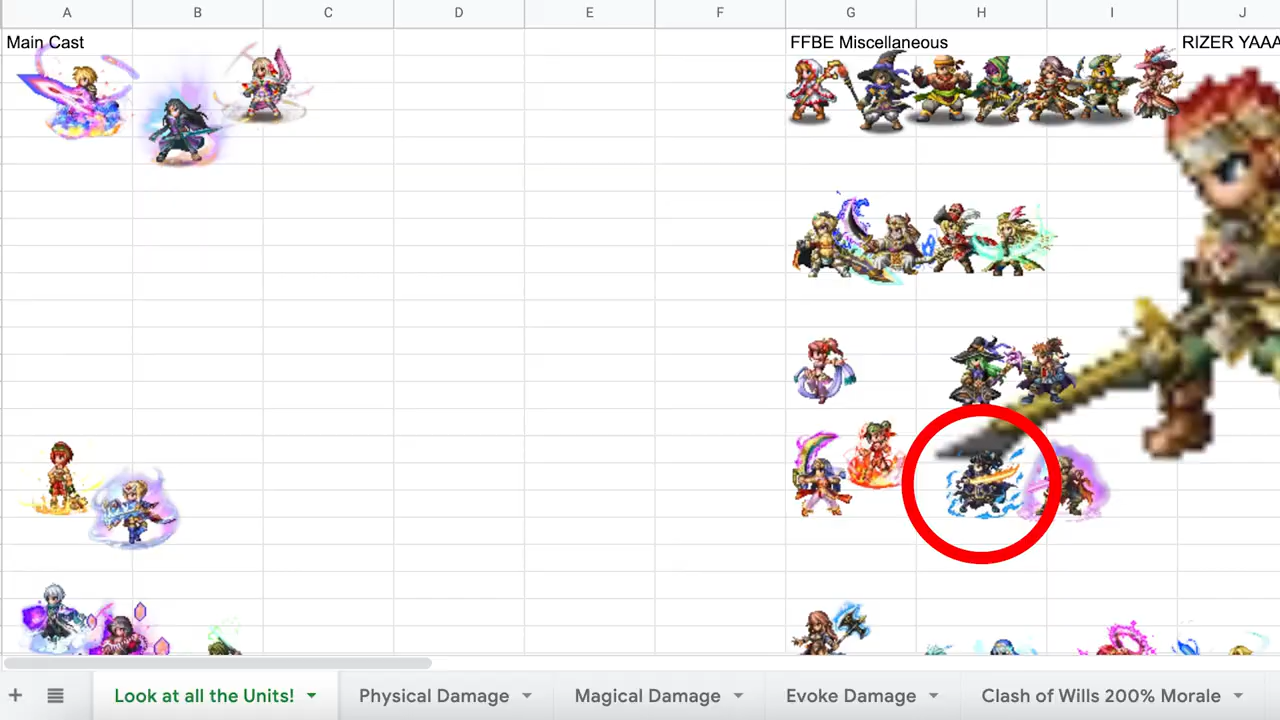 A B C D E F G H I J
Main Cast FFBE Miscellaneous RIZER YAAA
Look at all the Units! Physical Damage Magical Damage Evoke Damage Clash of Wills 200% Morale